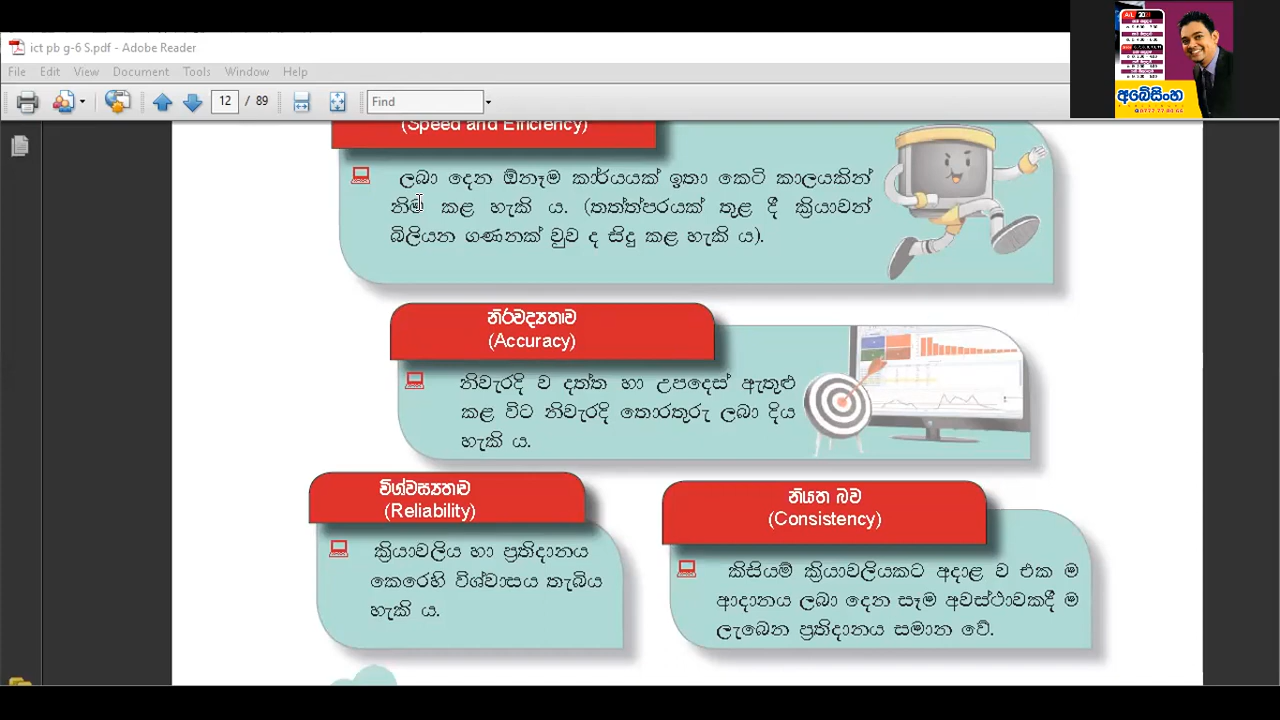 ict pb g-6 S.pdf - Adobe Reader
File Edit View Document Tools Window Help
12 / 89 Find
(Speed and Efficiency)
ලබා දෙන ඕනෑම කාර්යයක් ඉතා කෙටි කාලයකින්
කළ හැකි ය. (තත්ත්පරයක් තුළ දී ක්‍රියාවන්
බිලියන ගණනක් වුව ද සිදු කළ හැකි ය).
නිරවද්‍යතාව
(Accuracy)
නිවැරදි ව දත්ත හා උපදෙස් ඇතුළු
කළ විට නිවැරදි තොරතුරු ලබා දිය
හැකි ය.
විශ්වස්‍යතාව
(Reliability)
ක්‍රියාවලිය හා ප්‍රතිදානය
කෙරෙහි විශ්වාසය තැබිය
හැකි ය.
නියත බව
(Consistency)
කිසියම් ක්‍රියාවලියකට අදාළ ව එක ම
ආදානය ලබා දෙන සෑම අවස්ථාවකදී ම
ලැබෙන ප්‍රතිදානය සමාන වේ.
අබේසිංහ